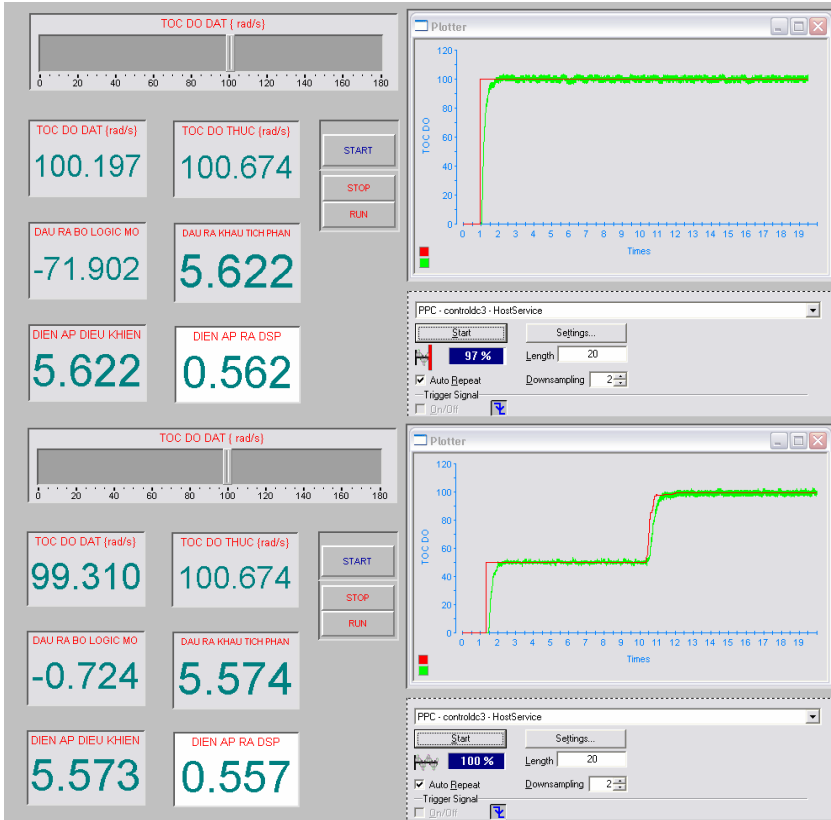 TOC DO DAT { rad/s}
0 20 40 60 80 100 120 140 160 180
TOC DO DAT {rad/s}
100.197
TOC DO THUC {rad/s}
100.674
START
STOP
RUN
DAU RA BO LOGIC MO
-71.902
DAU RA KHAU TICH PHAN
5.622
DIEN AP DIEU KHIEN
5.622
DIEN AP RA DSP
0.562
Plotter
TOC DO
120
100
80
60
40
20
0
0 1 2 3 4 5 6 7 8 9 10 11 12 13 14 15 16 17 18 19
Times
PPC - controldc3 - HostService
Start
Settings...
97 %
Length 20
Auto Repeat
Downsampling 2
Trigger Signal
On/Off
TOC DO DAT { rad/s}
0 20 40 60 80 100 120 140 160 180
TOC DO DAT {rad/s}
99.310
TOC DO THUC {rad/s}
100.674
START
STOP
RUN
DAU RA BO LOGIC MO
-0.724
DAU RA KHAU TICH PHAN
5.574
DIEN AP DIEU KHIEN
5.573
DIEN AP RA DSP
0.557
Plotter
TOC DO
120
100
80
60
40
20
0
0 1 2 3 4 5 6 7 8 9 10 11 12 13 14 15 16 17 18 19
Times
PPC - controldc3 - HostService
Start
Settings...
100 %
Length 20
Auto Repeat
Downsampling 2
Trigger Signal
On/Off